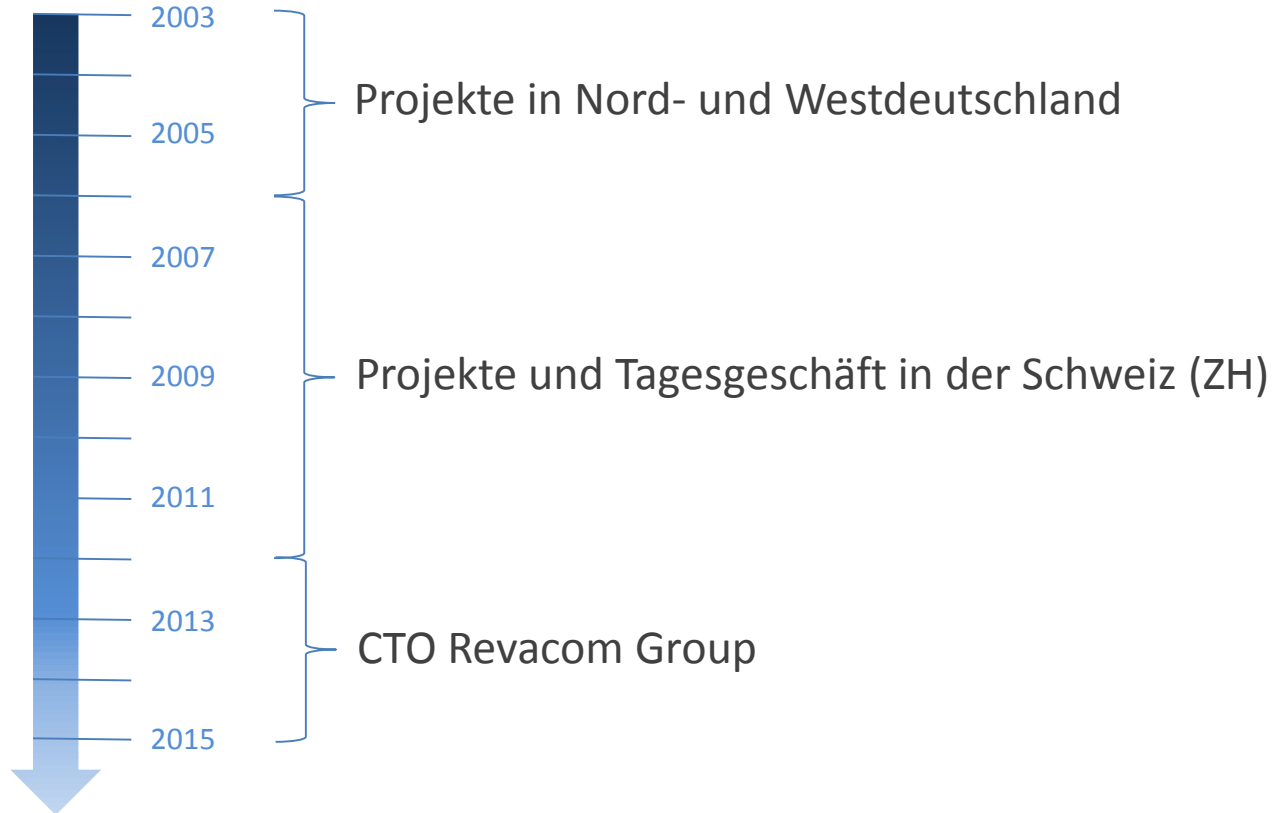 2003
Projekte in Nord- und Westdeutschland
2005
2007
2009
Projekte und Tagesgeschäft in der Schweiz (ZH)
2011
2013
CTO Revacom Group
2015